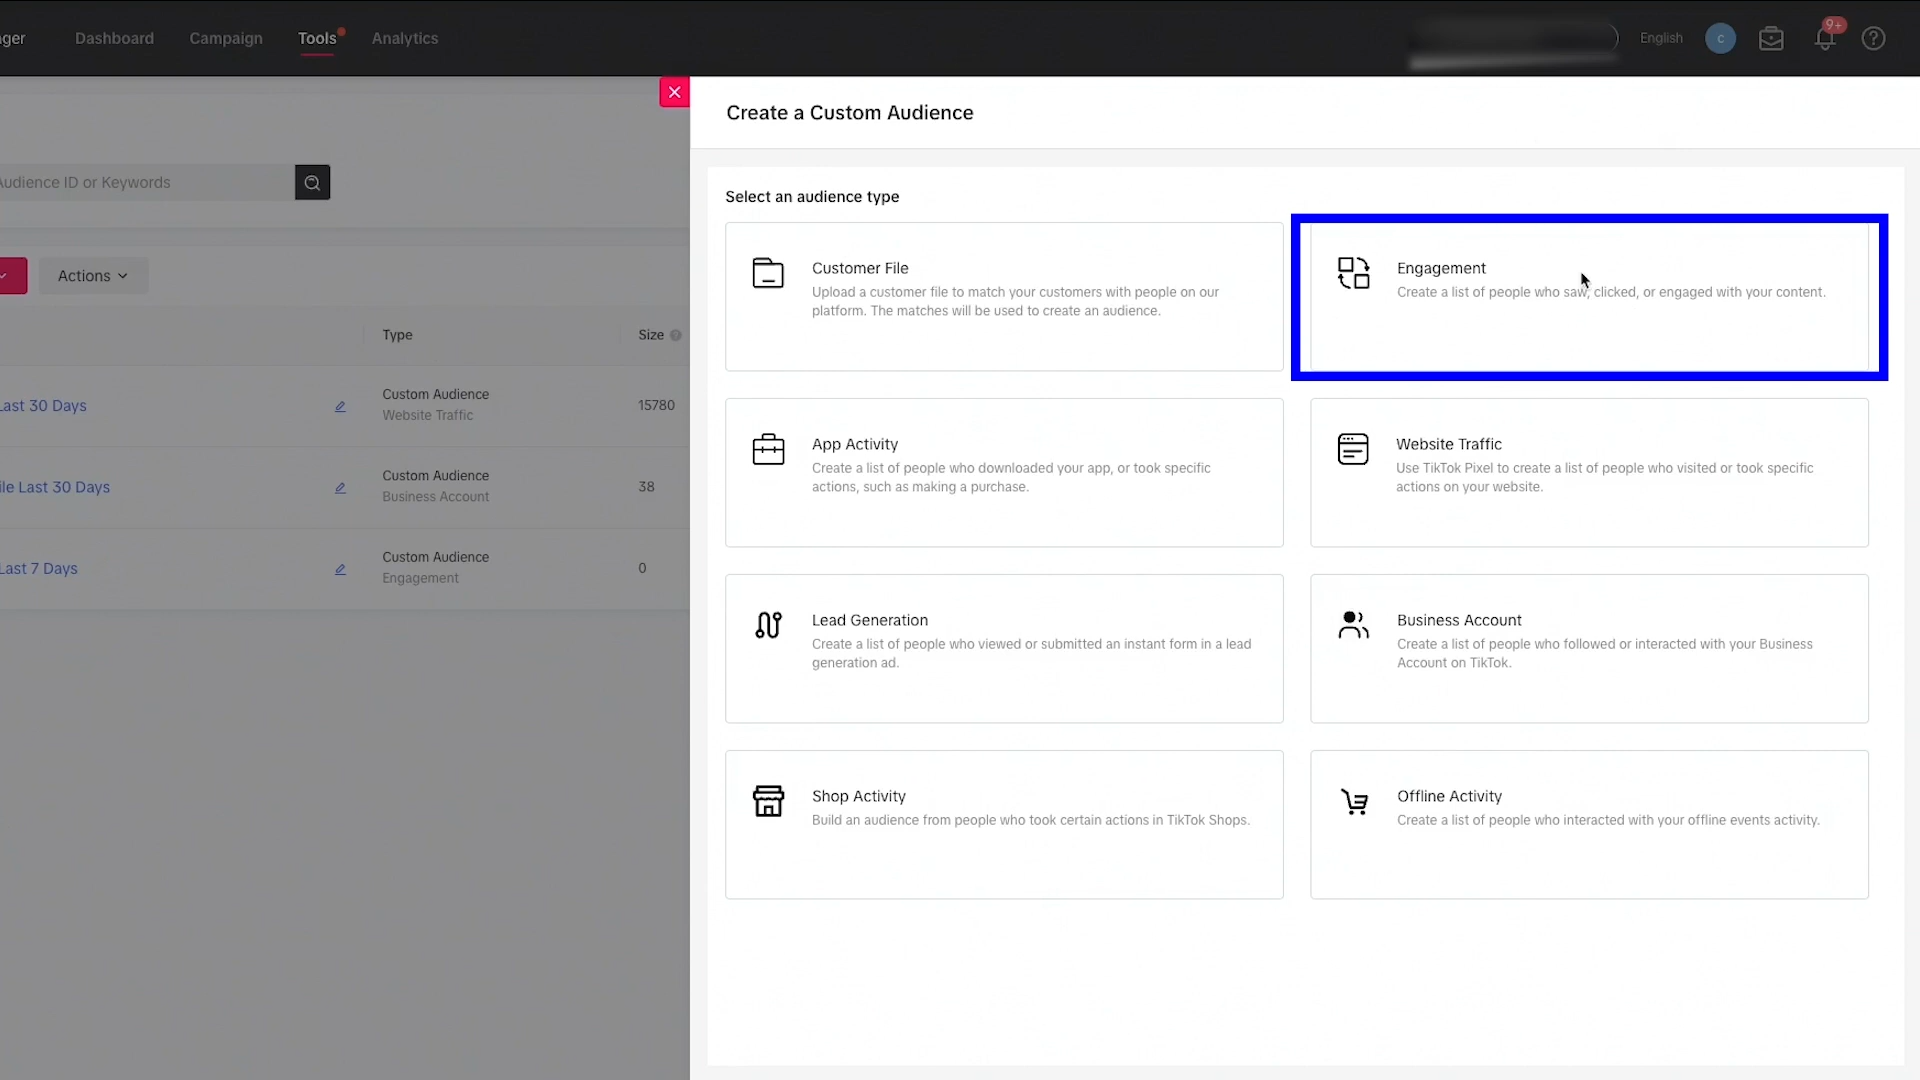 Dashboard Campaign Tools Analytics English C 9+
Create a Custom Audience
Audience ID or Keywords
Actions
Type Size
Last 30 Days Custom Audience 15780
Website Traffic
Last 30 Days Custom Audience 38
Business Account
Last 7 Days Custom Audience 0
Engagement
Select an audience type
Customer File
Upload a customer file to match your customers with people on our
platform. The matches will be used to create an audience.
Engagement
Create a list of people who saw, clicked, or engaged with your content.
App Activity
Create a list of people who downloaded your app, or took specific
actions, such as making a purchase.
Website Traffic
Use TikTok Pixel to create a list of people who visited or took specific
actions on your website.
Lead Generation
Create a list of people who viewed or submitted an instant form in a lead
generation ad.
Business Account
Create a list of people who followed or interacted with your Business
Account on TikTok.
Shop Activity
Build an audience from people who took certain actions in TikTok Shops.
Offline Activity
Create a list of people who interacted with your offline events activity.